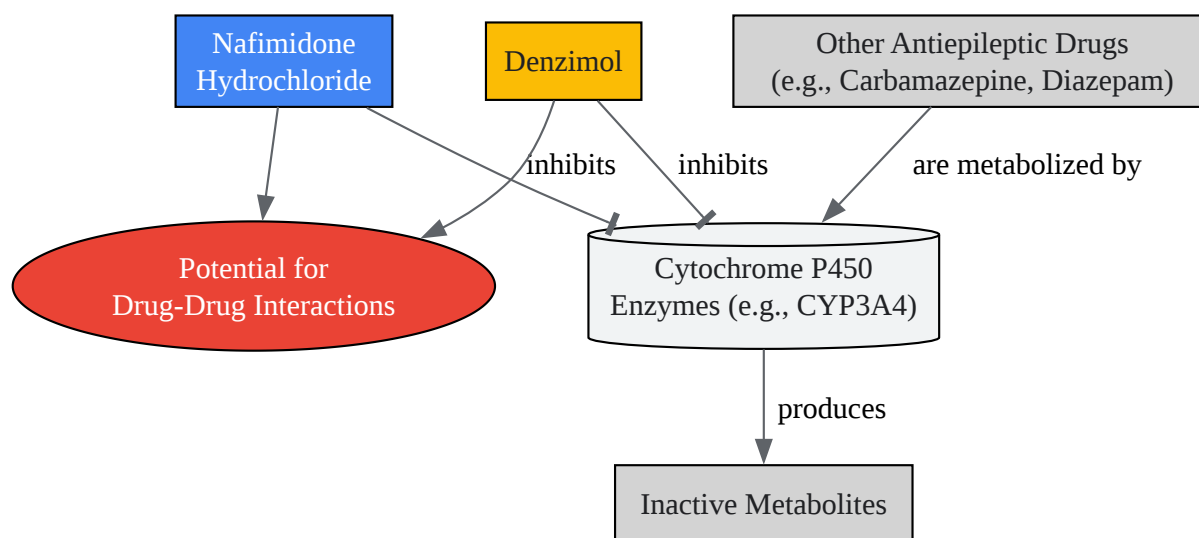 Nafimidone
Hydrochloride
Denzimol
Other Antiepileptic Drugs
(e.g., Carbamazepine, Diazepam)
inhibits
inhibits
are metabolized by
Potential for
Drug-Drug Interactions
Cytochrome P450
Enzymes (e.g., CYP3A4)
produces
Inactive Metabolites